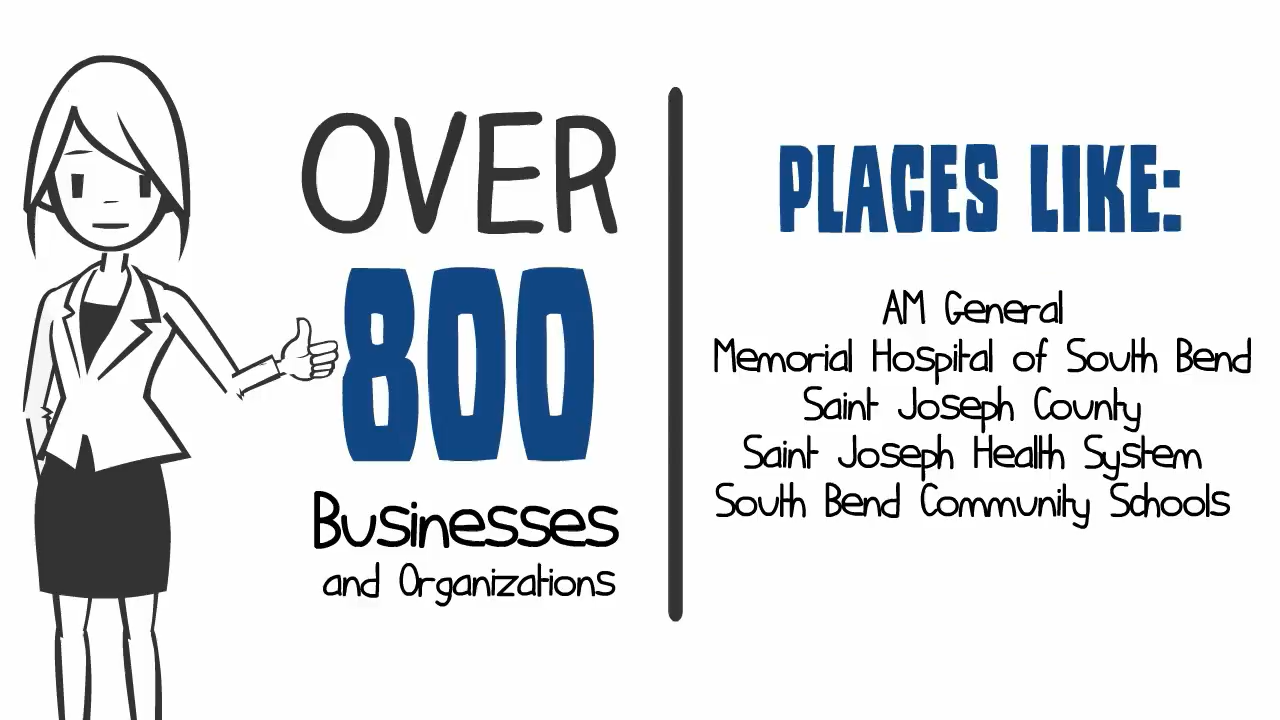 OVER
800
Businesses
and Organizations
PLACES LIKE:
AM General
Memorial Hospital of South Bend
Saint Joseph County
Saint Joseph Health System
South Bend Community Schools